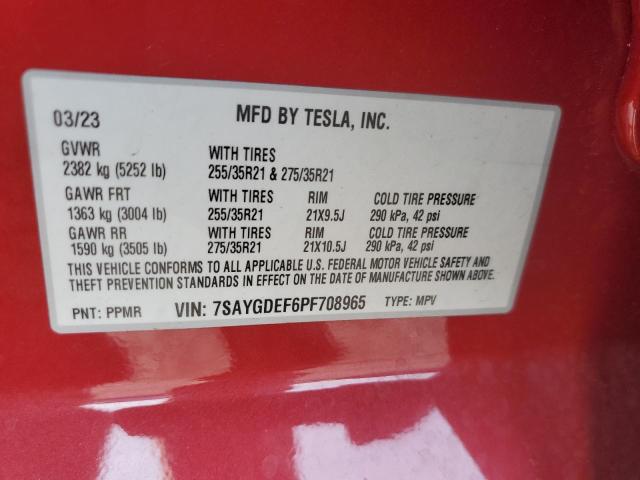 03/23 MFD BY TESLA, INC.
GVWR WITH TIRES
2382 kg (5252 lb) 255/35R21 & 275/35R21
GAWR FRT WITH TIRES RIM COLD TIRE PRESSURE
1363 kg (3004 lb) 255/35R21 21X9.5J 290 kPa, 42 psi
GAWR RR WITH TIRES RIM COLD TIRE PRESSURE
1590 kg (3505 lb) 275/35R21 21X10.5J 290 kPa, 42 psi
THIS VEHICLE CONFORMS TO ALL APPLICABLE U.S. FEDERAL MOTOR VEHICLE SAFETY AND
THEFT PREVENTION STANDARDS IN EFFECT ON THE DATE OF MANUFACTURE SHOWN ABOVE.
PNT: PPMR VIN: 7SAYGDEF6PF708965 TYPE: MPV